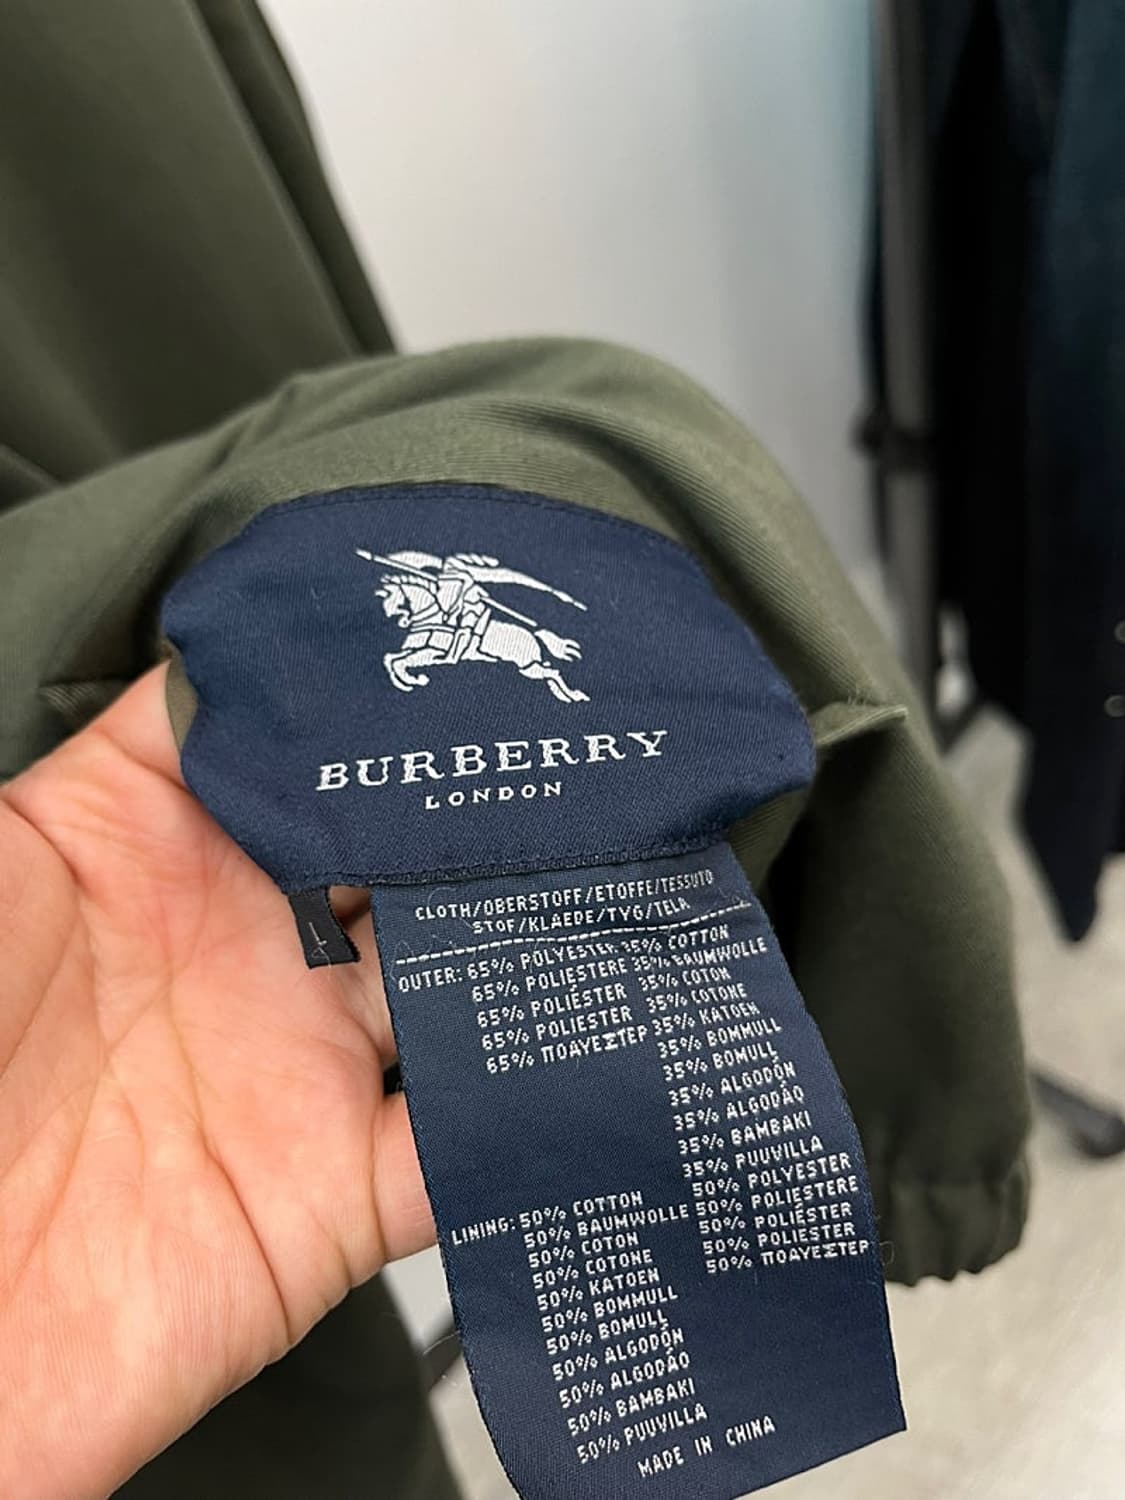 BURBERRY
LONDON
L
CLOTH/OBERSTOFF/ETOFFE/TESSUTO
STOF/KLAEDE/TYG/TELA
OUTER: 65% POLYESTER 35% COTTON
65% POLIESTERE 35% BAUMWOLLE
65% POLIÉSTER 35% COTON
65% POLIESTER 35% COTONE
65% ΠΟΛΥΕΣΤΕΡ 35% KATOEN
35% BOMMULL
35% BOMULL
35% ALGODÓN
35% ALGODÃO
35% BAMBAKI
35% PUUVILLA
LINING: 50% COTTON 50% POLYESTER
50% BAUMWOLLE 50% POLIESTERE
50% COTON 50% POLIÉSTER
50% COTONE 50% POLIESTER
50% KATOEN 50% ΠΟΛΥΕΣΤΕΡ
50% BOMMULL
50% BOMULL
50% ALGODÓN
50% ALGODÃO
50% BAMBAKI
50% PUUVILLA
MADE IN CHINA